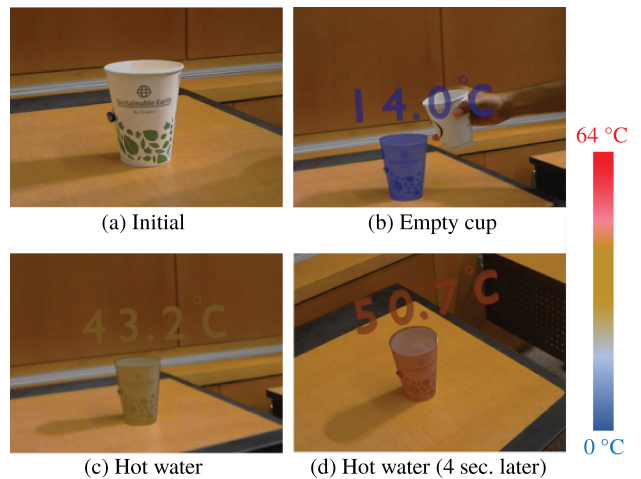 Sustainable Earth
14.0°C
(a) Initial
(b) Empty cup
64 °C
43.2°C
50.7°C
0 °C
(c) Hot water
(d) Hot water (4 sec. later)